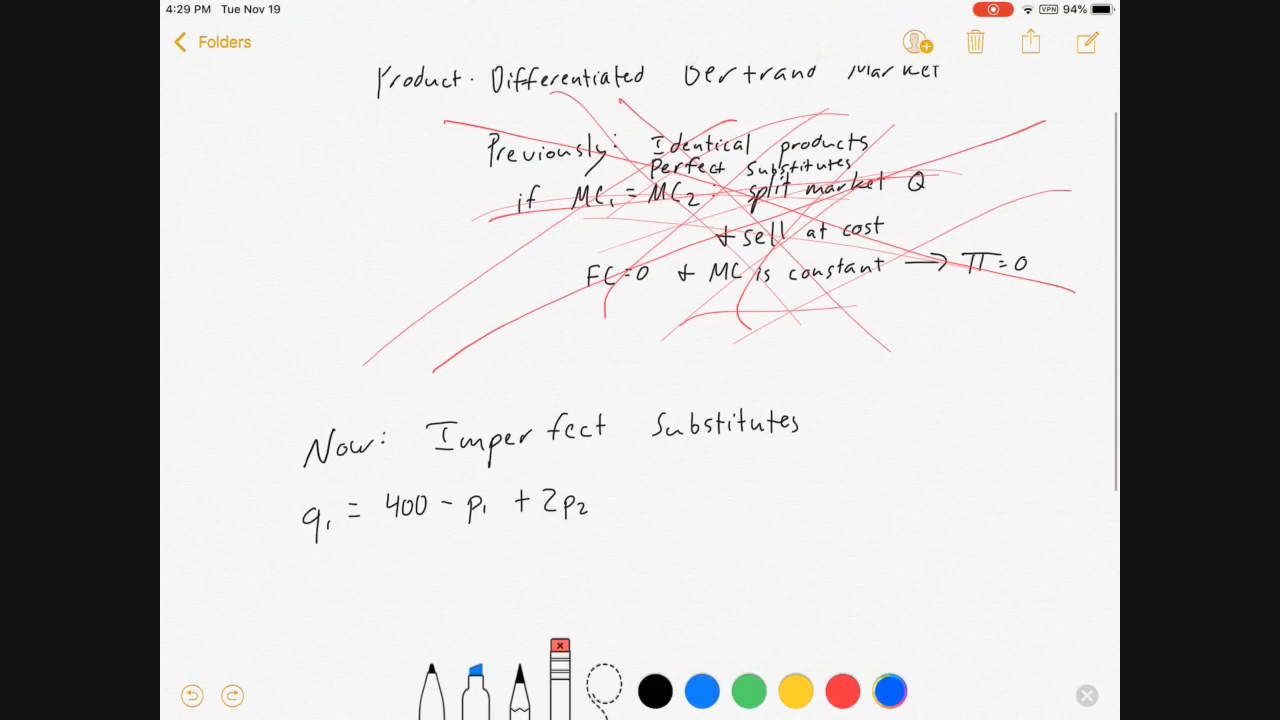 4:29 PM Tue Nov 19
VPN 94%
Folders
Product. Differentiated Bertrand Market
Previously: Identical products
Perfect substitutes
if MC₁ = MC₂ : split market Q
+ sell at cost
FC=0 + MC is constant → π=0
Now: Imperfect Substitutes
q₁ = 400 - p₁ + 2p₂